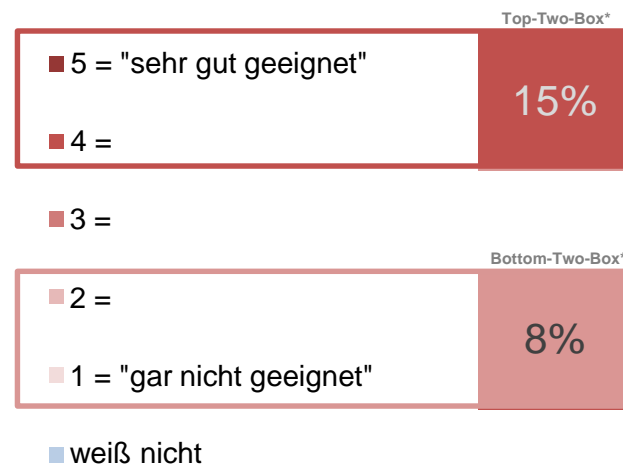 Top-Two-Box*
5 = "sehr gut geeignet"
15%
4 =
3 =
Bottom-Two-Box*
2 =
8%
1 = "gar nicht geeignet"
weiß nicht